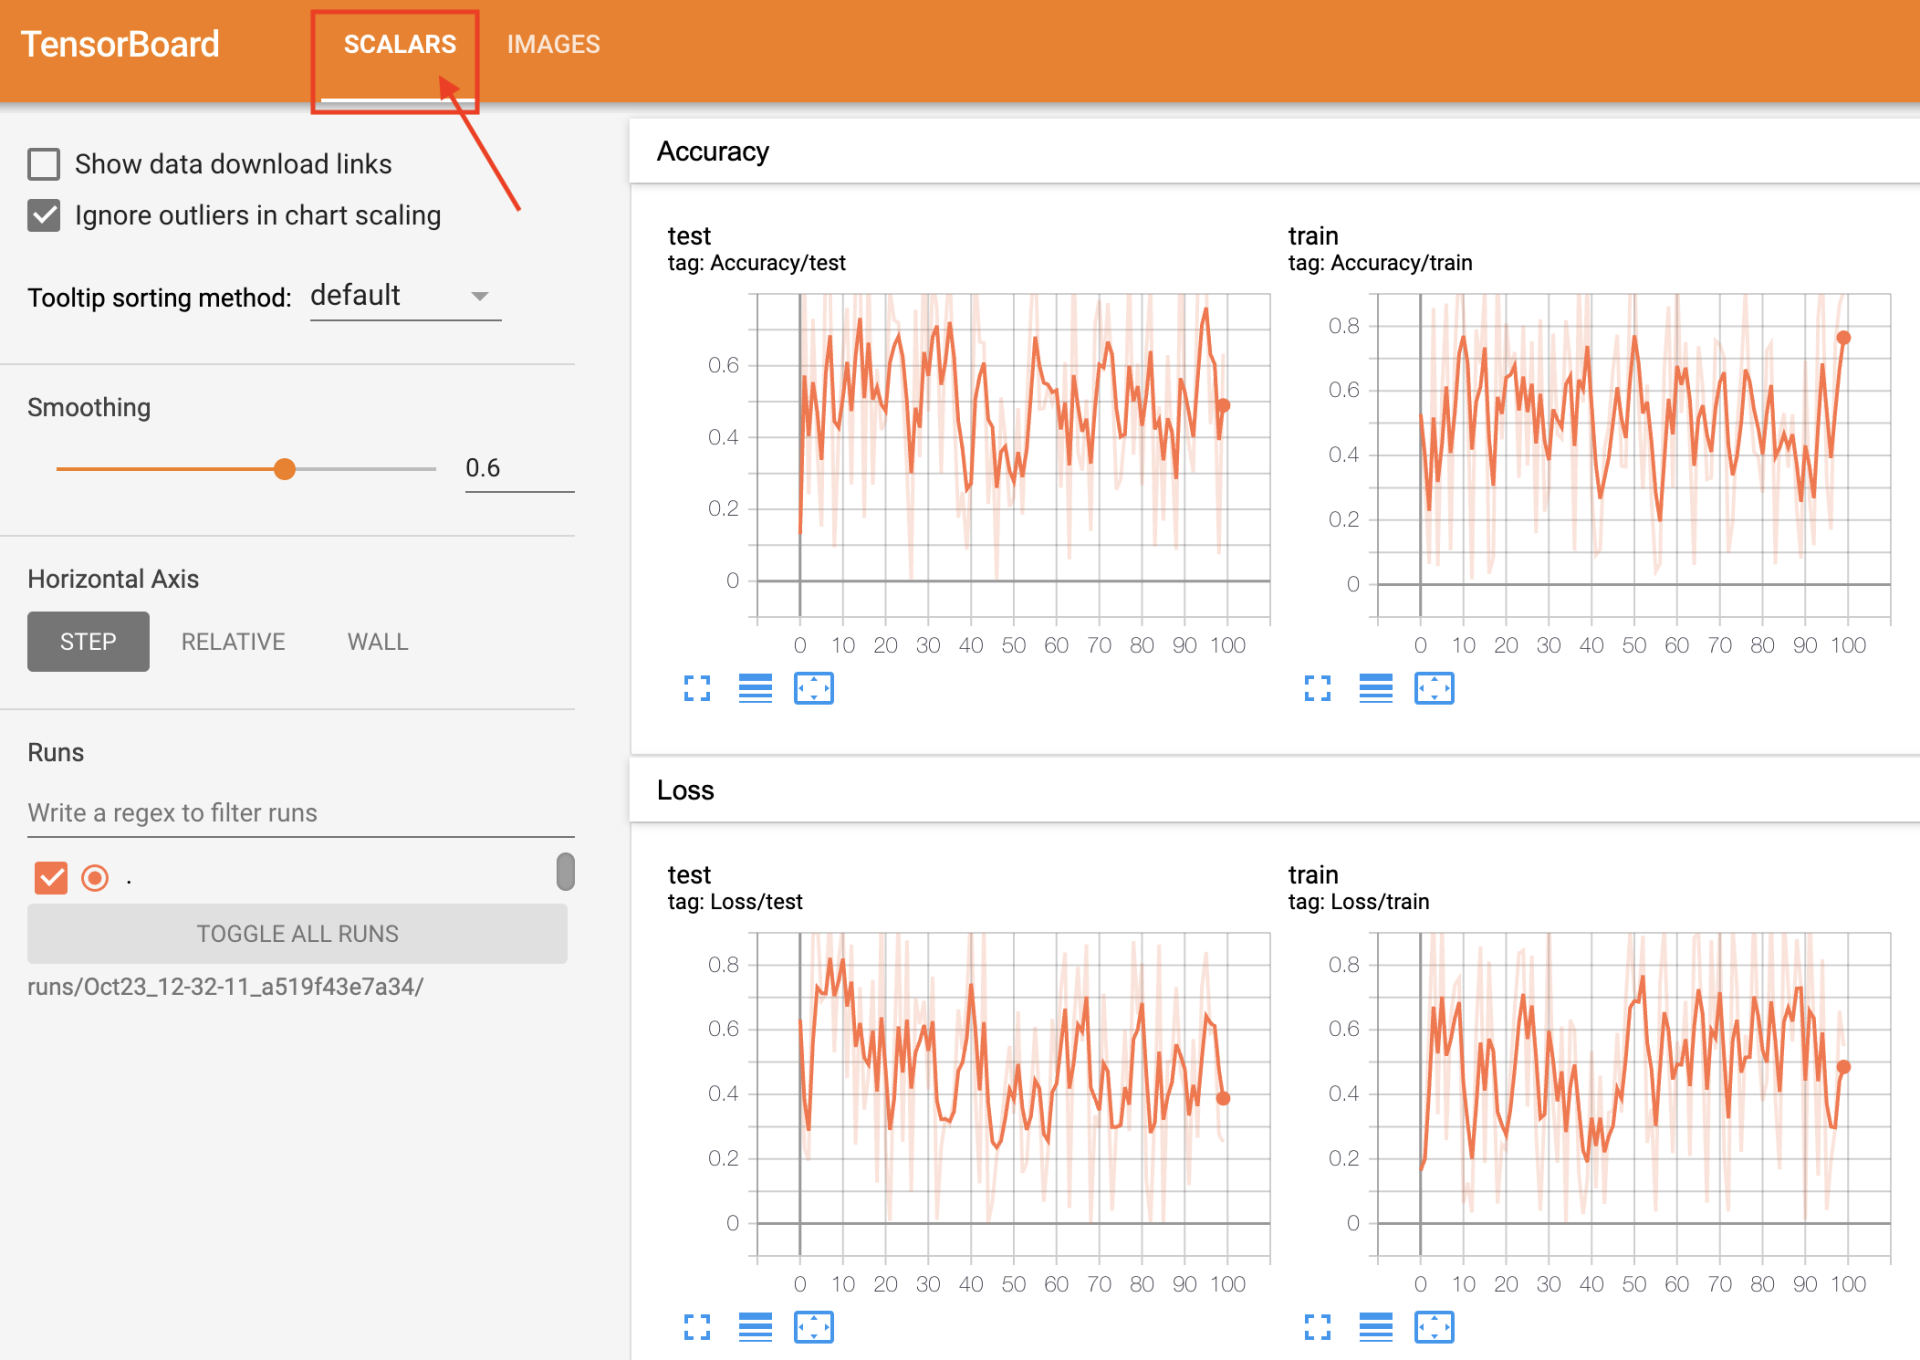 TensorBoard SCALARS IMAGES
Show data download links
Ignore outliers in chart scaling
Tooltip sorting method: default
Smoothing
0.6
Horizontal Axis
STEP RELATIVE WALL
Runs
Write a regex to filter runs
.
TOGGLE ALL RUNS
runs/Oct23_12-32-11_a519f43e7a34/
Accuracy
test
tag: Accuracy/test
0.6
0.4
0.2
0
0 10 20 30 40 50 60 70 80 90 100
train
tag: Accuracy/train
0.8
0.6
0.4
0.2
0
0 10 20 30 40 50 60 70 80 90 100
Loss
test
tag: Loss/test
0.8
0.6
0.4
0.2
0
0 10 20 30 40 50 60 70 80 90 100
train
tag: Loss/train
0.8
0.6
0.4
0.2
0
0 10 20 30 40 50 60 70 80 90 100